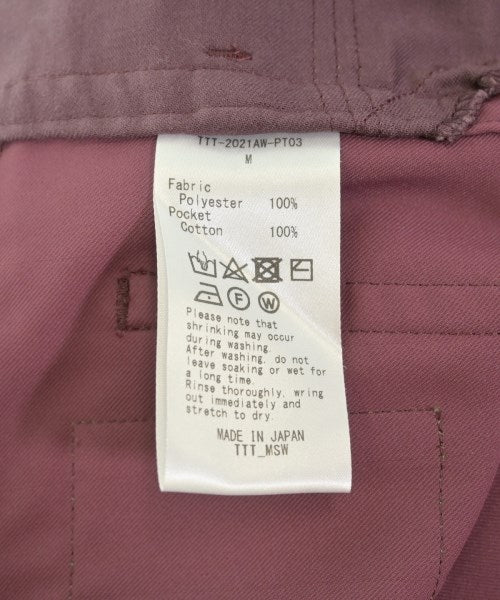 TTT-2021AW-PT03
M
Fabric
Polyester 100%
Pocket
Cotton 100%
F W
Please note that
shrinking may occur
during washing.
After washing, do not
leave soaking or wet for
a long time.
Rinse thoroughly, wring
out immediately and
stretch to dry.
MADE IN JAPAN
TTT_MSW